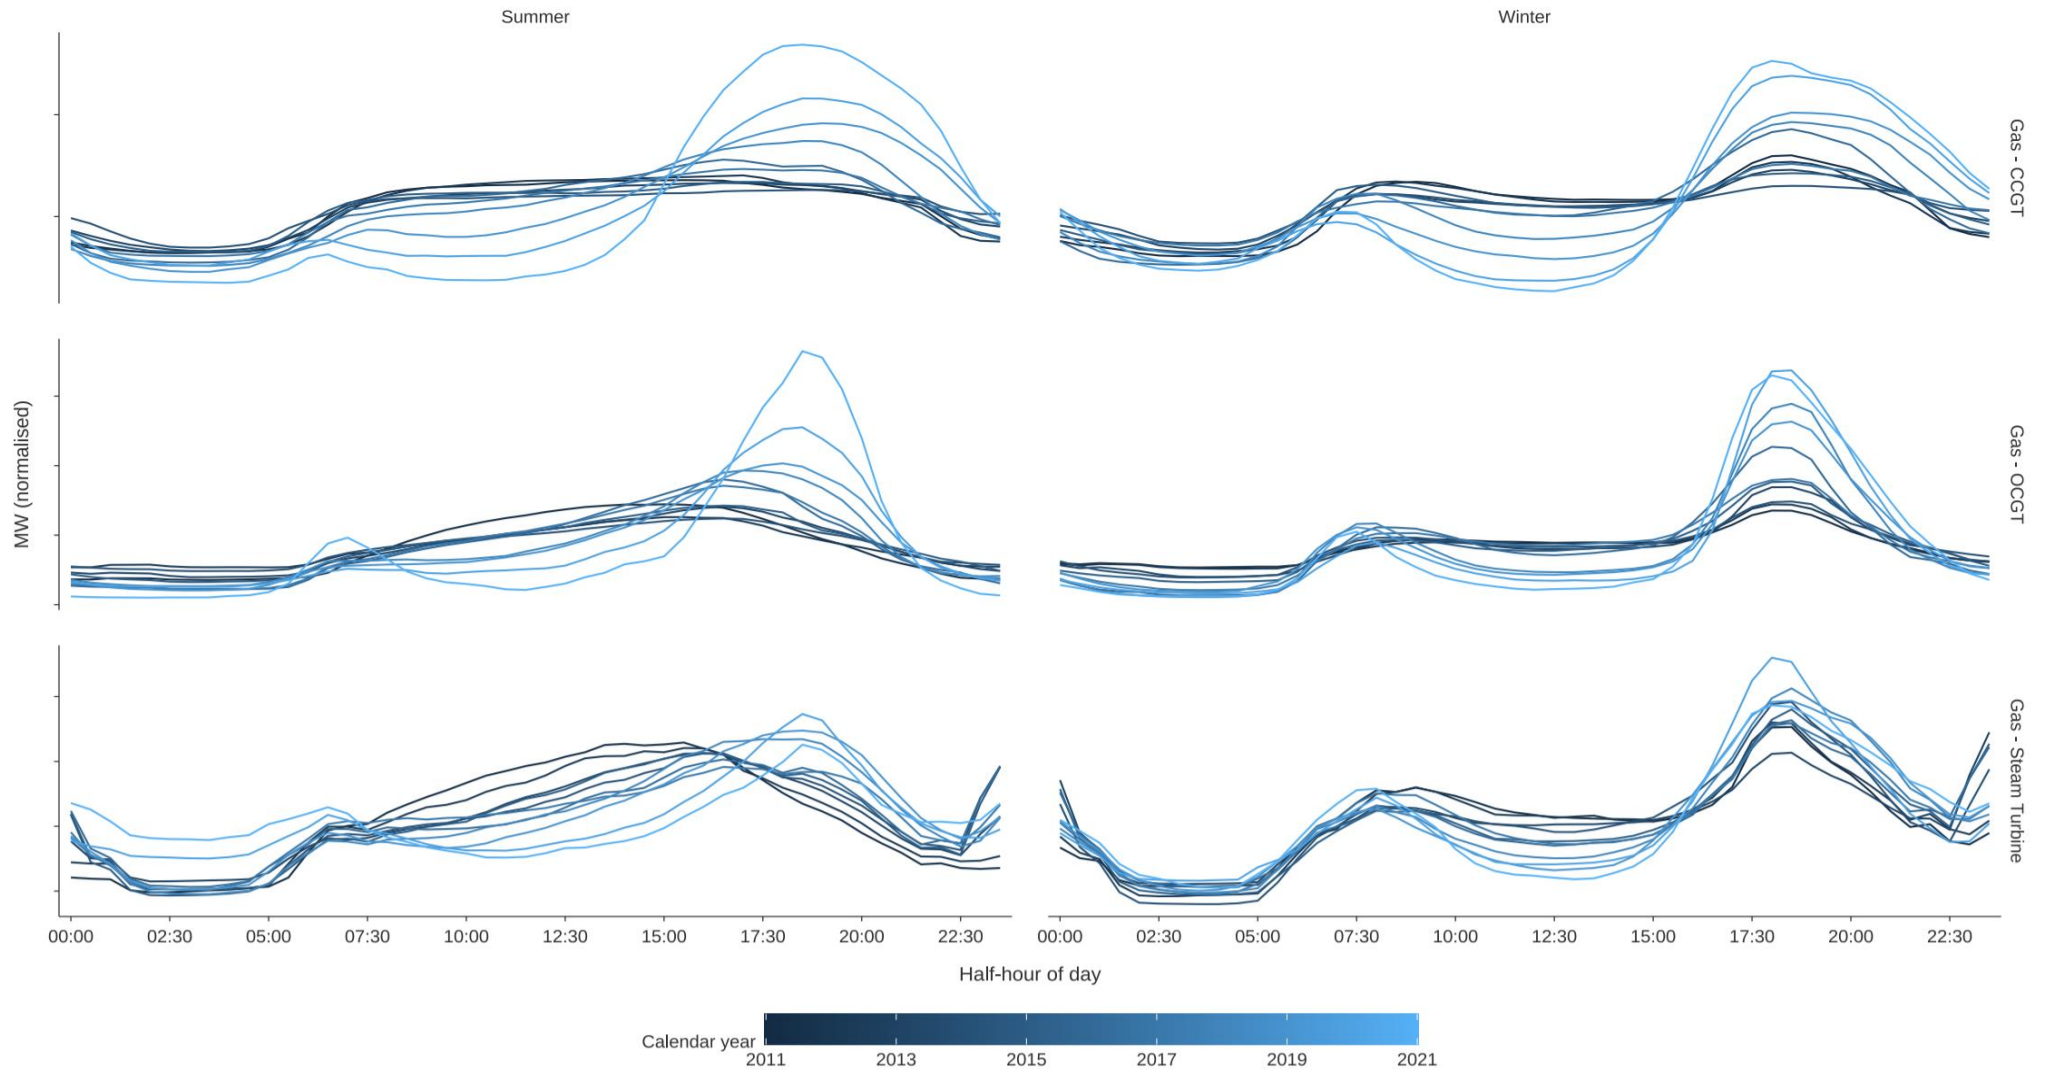 Summer
Winter
Gas - CCGT
MW (normalised)
Gas - OCGT
Gas - Steam Turbine
00:00 02:30 05:00 07:30 10:00 12:30 15:00 17:30 20:00 22:30
00:00 02:30 05:00 07:30 10:00 12:30 15:00 17:30 20:00 22:30
Half-hour of day
Calendar year
2011 2013 2015 2017 2019 2021